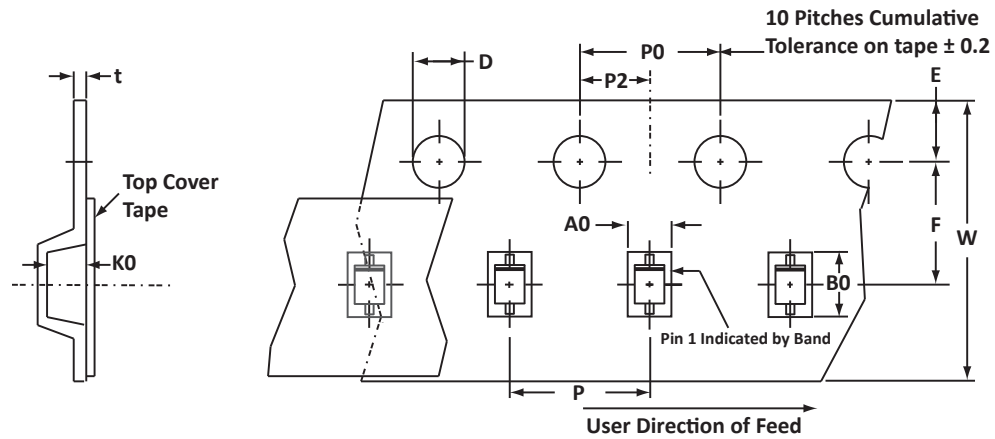 10 Pitches Cumulative
Tolerance on tape ± 0.2
P0
D
E
t
P2
Top Cover
Tape
A0
F
W
K0
B0
Pin 1 Indicated by Band
P
User Direction of Feed